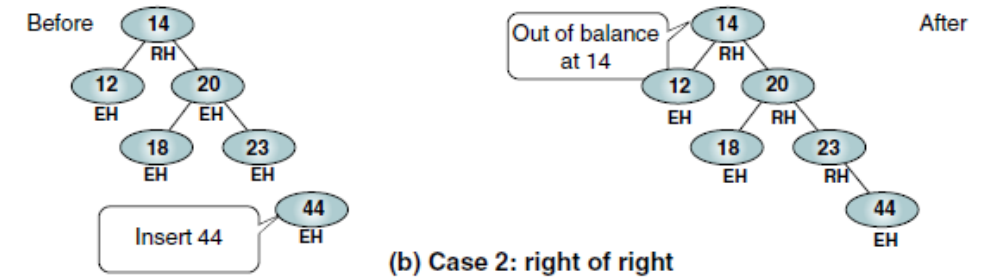 Before
14
RH
12
EH
20
EH
18
EH
23
EH
Insert 44
44
EH
Out of balance
at 14
14
RH
After
12
EH
20
RH
18
EH
23
RH
44
EH
(b) Case 2: right of right